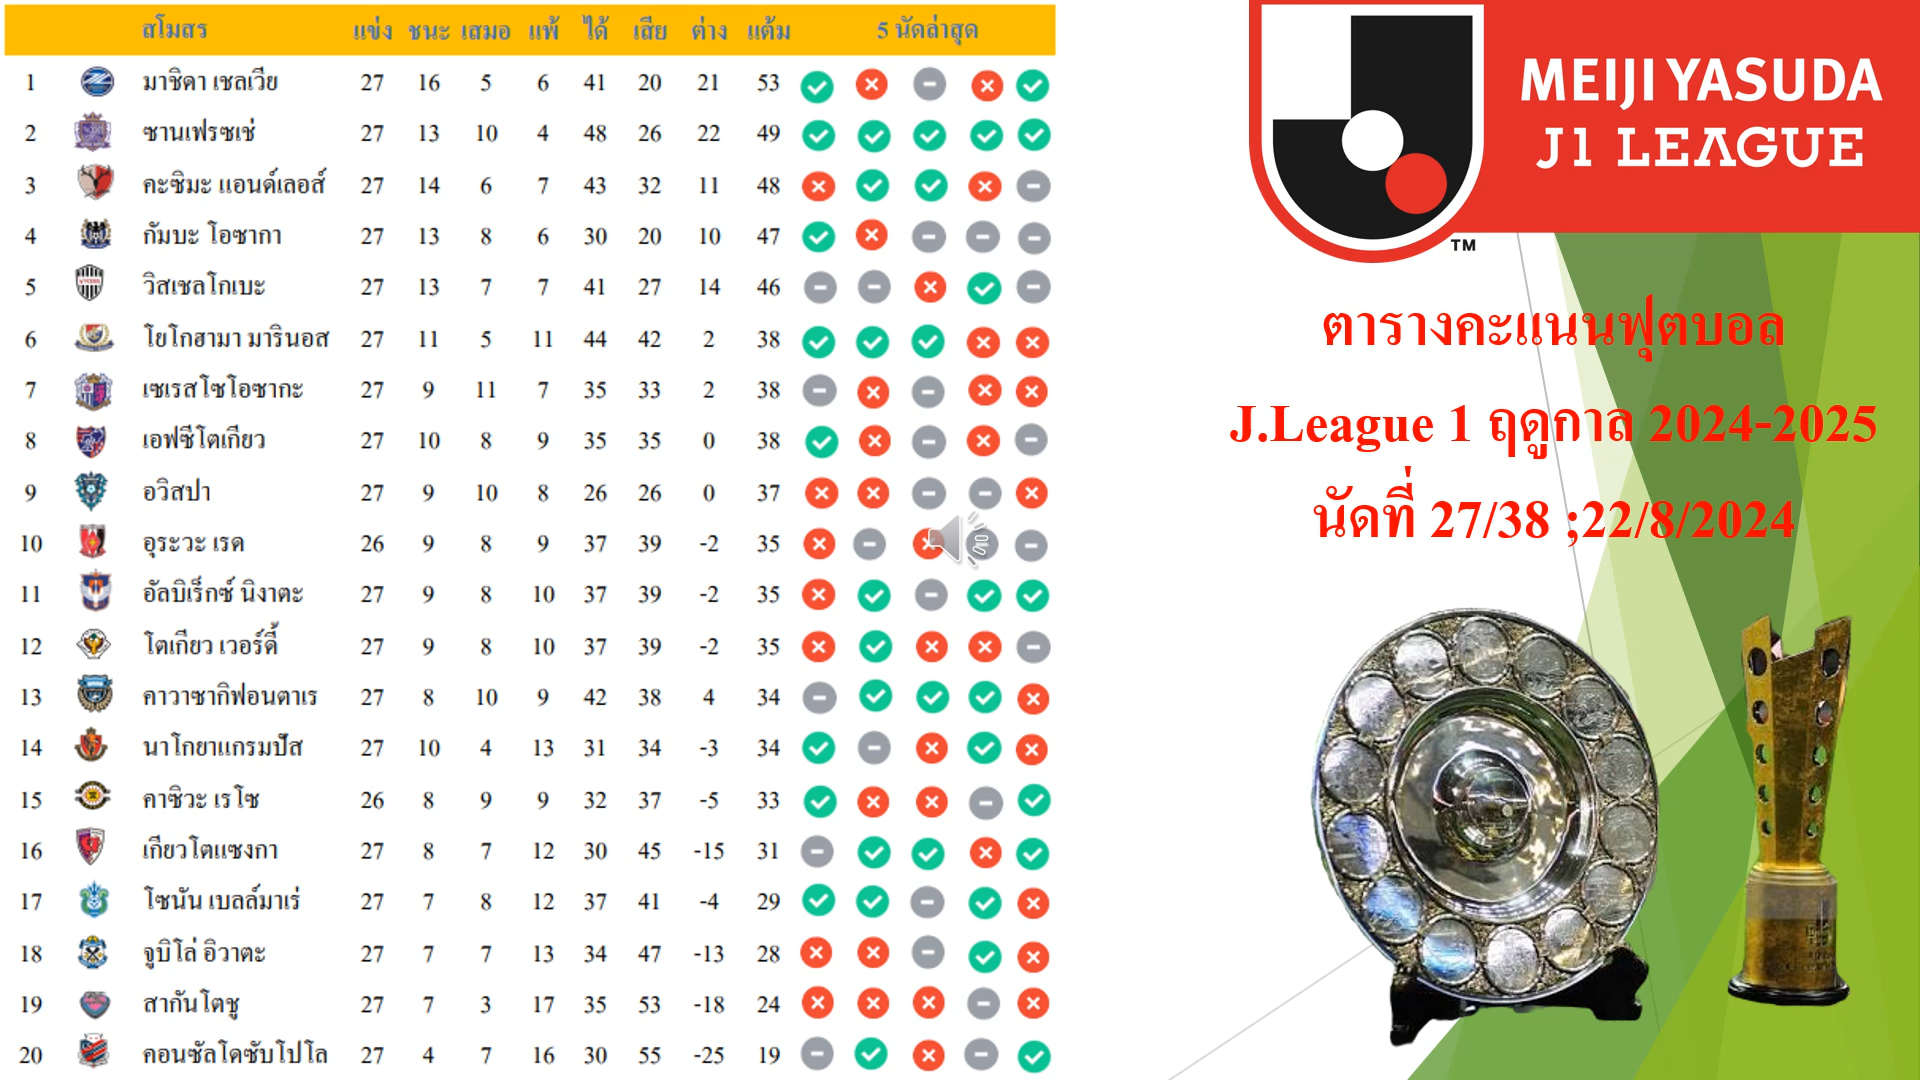 สโมสร แข่ง ชนะ เสมอ แพ้ ได้ เสีย ต่าง แต้ม 5 นัดล่าสุด
1 มาชิดา เซลเวีย 27 16 5 6 41 20 21 53
2 ซานเฟรซเซ่ 27 13 10 4 48 26 22 49
3 คะชิมะ แอนด์เลอส์ 27 14 6 7 43 32 11 48
4 กัมบะ โอซากา 27 13 8 6 30 20 10 47
5 วิสเซลโกเบะ 27 13 7 7 41 27 14 46
6 โยโกฮามา มารินอส 27 11 5 11 44 42 2 38
7 เซเรสโซโอซากะ 27 9 11 7 35 33 2 38
8 เอฟซีโตเกียว 27 10 8 9 35 35 0 38
9 อวิสปา 27 9 10 8 26 26 0 37
10 อุระวะ เรด 26 9 8 9 37 39 -2 35
11 อัลบิเร็กซ์ นิงาตะ 27 9 8 10 37 39 -2 35
12 โตเกียว เวอร์ดี้ 27 9 8 10 37 39 -2 35
13 คาวาซากิฟอนตาเร 27 8 10 9 42 38 4 34
14 นาโกยาแกรมปัส 27 10 4 13 31 34 -3 34
15 คาชิวะ เรโซ 26 8 9 9 32 37 -5 33
16 เกียวโตแซงกา 27 8 7 12 30 45 -15 31
17 โชนัน เบลล์มาเร่ 27 7 8 12 37 41 -4 29
18 จูบิโล่ อิวาตะ 27 7 7 13 34 47 -13 28
19 สากันโตชู 27 7 3 17 35 53 -18 24
20 คอนซัลโดซัปโปโล 27 4 7 16 30 55 -25 19
MEIJI YASUDA
J1 LEAGUE
TM
ตารางคะแนนฟุตบอล
J.League 1 ฤดูกาล 2024-2025
นัดที่ 27/38 ;22/8/2024